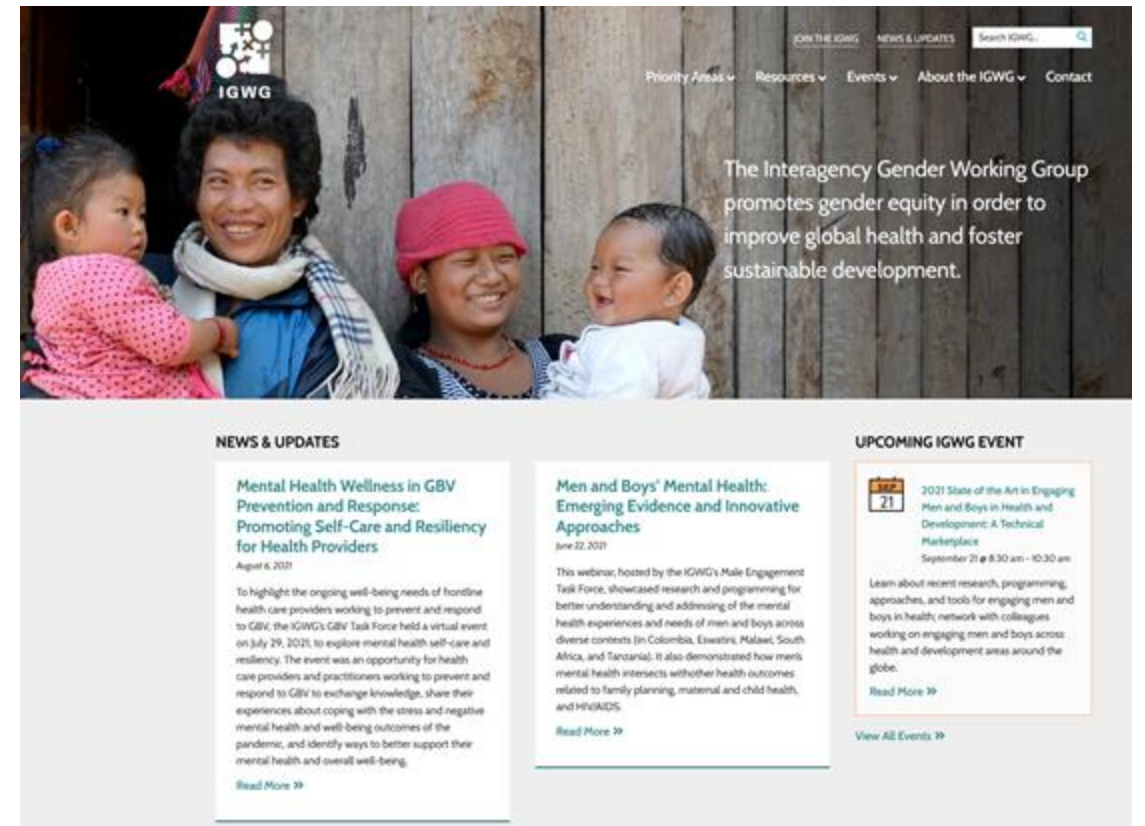 IGWG
JOIN THE IGWG
NEWS & UPDATES
Search IGWG...
Priority Areas
Resources
Events
About the IGWG
Contact
The Interagency Gender Working Group
promotes gender equity in order to
improve global health and foster
sustainable development.
NEWS & UPDATES
Mental Health Wellness in GBV
Prevention and Response:
Promoting Self-Care and Resiliency
for Health Providers
August 6, 2021
To highlight the ongoing well-being needs of frontline
health care providers working to prevent and respond
to GBV, the IGWG's GBV Task Force held a virtual event
on July 29, 2021, to explore mental health self-care and
resiliency. The event was an opportunity for health
care providers and practitioners working to prevent and
respond to GBV to exchange knowledge, share their
experiences about coping with the stress and negative
mental health and well-being outcomes of the
pandemic, and identify ways to better support their
mental health and overall well-being.
Read More »
Men and Boys' Mental Health:
Emerging Evidence and Innovative
Approaches
June 22, 2021
This webinar, hosted by the IGWG's Male Engagement
Task Force, showcased research and programming for
better understanding and addressing of the mental
health experiences and needs of men and boys across
diverse contexts (in Colombia, Eswatini, Malawi, South
Africa, and Tanzania). It also demonstrated how men's
mental health intersects withother health outcomes
related to family planning, maternal and child health,
and HIV/AIDS.
Read More »
UPCOMING IGWG EVENT
SEP
21
2021 State of the Art in Engaging
Men and Boys in Health and
Development: A Technical
Marketplace
September 21 @ 8:30 am - 10:30 am
Learn about recent research, programming,
approaches, and tools for engaging men and
boys in health; network with colleagues
working on engaging men and boys across
health and development areas around the
globe.
Read More »
View All Events »